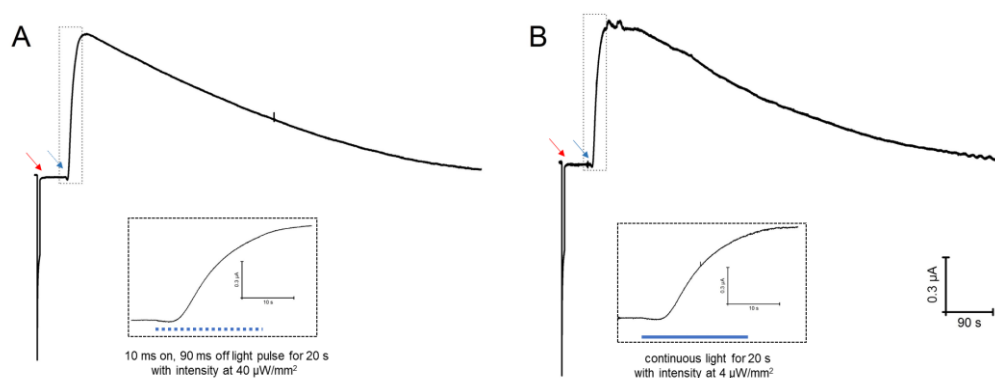 A
B
0.3 µA
10 s
0.3 µA
10 s
0.3 µA
90 s
10 ms on, 90 ms off light pulse for 20 s
with intensity at 40 µW/mm²
continuous light for 20 s
with intensity at 4 µW/mm²